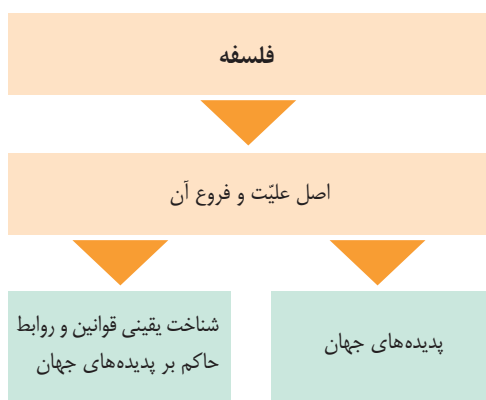 فلسفه
اصل علیّت و فروع آن
پدیده‌های جهان
شناخت یقینی قوانین و روابط
حاکم بر پدیده‌های جهان